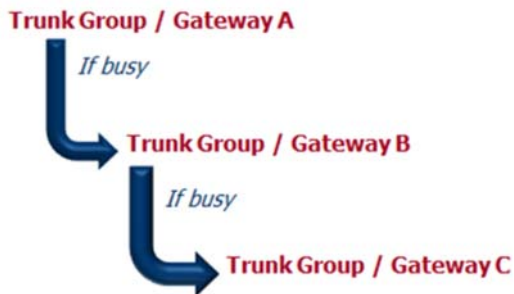 Trunk Group / Gateway A
If busy
Trunk Group / Gateway B
If busy
Trunk Group / Gateway C